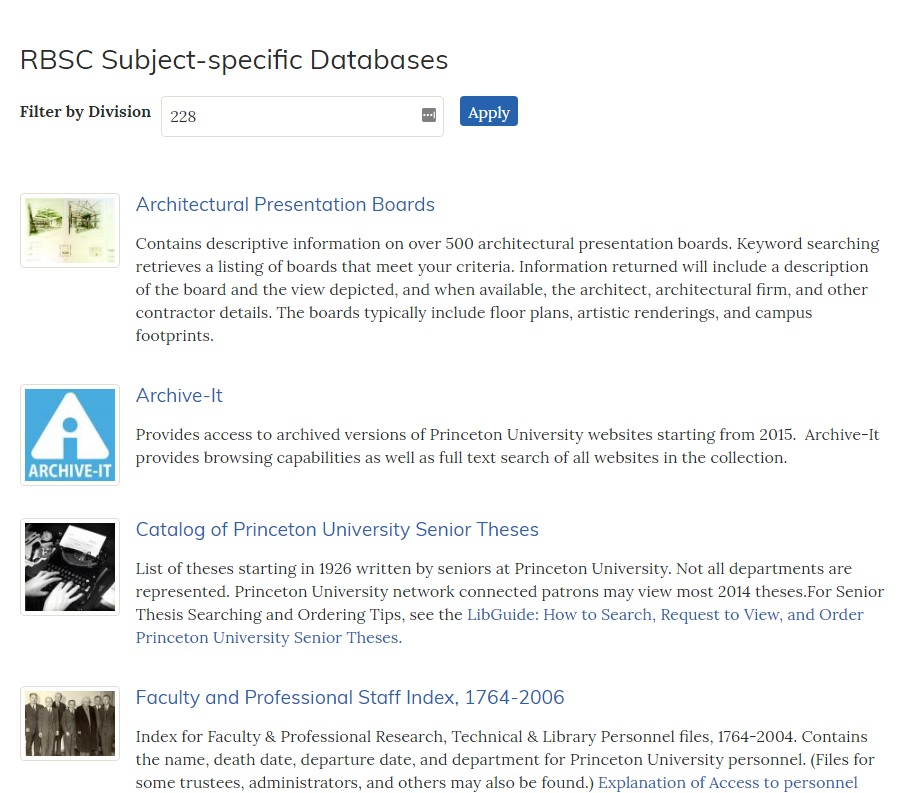 RBSC Subject-specific Databases
Filter by Division 228 Apply
Architectural Presentation Boards
Contains descriptive information on over 500 architectural presentation boards. Keyword searching
retrieves a listing of boards that meet your criteria. Information returned will include a description
of the board and the view depicted, and when available, the architect, architectural firm, and other
contractor details. The boards typically include floor plans, artistic renderings, and campus
footprints.
Archive-It
ARCHIVE-IT
Provides access to archived versions of Princeton University websites starting from 2015.  Archive-It
provides browsing capabilities as well as full text search of all websites in the collection.
Catalog of Princeton University Senior Theses
List of theses starting in 1926 written by seniors at Princeton University. Not all departments are
represented. Princeton University network connected patrons may view most 2014 theses.For Senior
Thesis Searching and Ordering Tips, see the LibGuide: How to Search, Request to View, and Order
Princeton University Senior Theses.
Faculty and Professional Staff Index, 1764-2006
Index for Faculty & Professional Research, Technical & Library Personnel files, 1764-2004. Contains
the name, death date, departure date, and department for Princeton University personnel. (Files for
some trustees, administrators, and others may also be found.) Explanation of Access to personnel